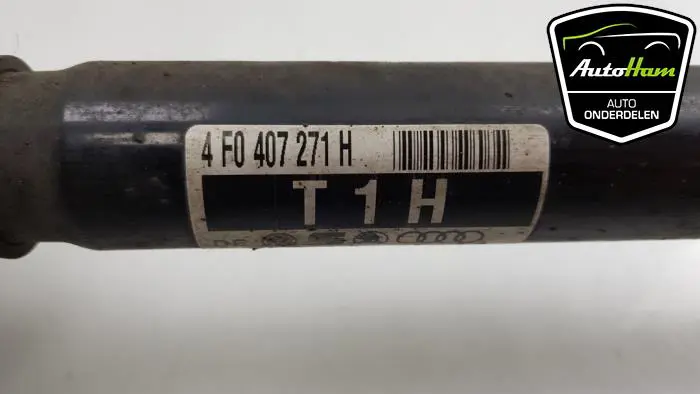 AutoHam
AUTO
ONDERDELEN
4 F0 407 271 H
T 1 H